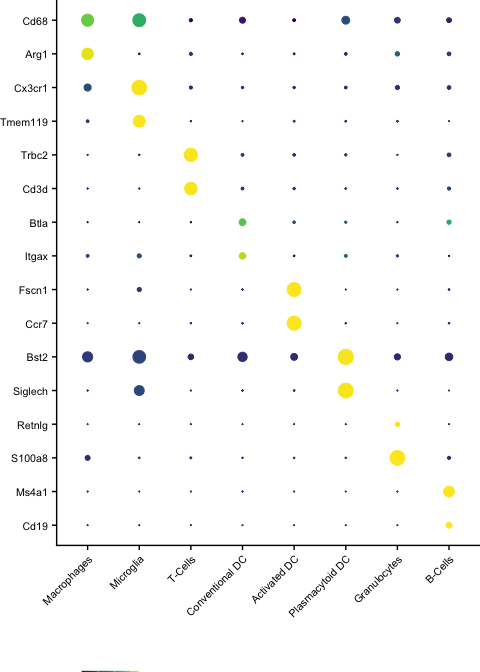 Cd68
Arg1
Cx3cr1
Tmem119
Trbc2
Cd3d
Btla
Itgax
Fscn1
Ccr7
Bst2
Siglech
Retnlg
S100a8
Ms4a1
Cd19
Macrophages
Microglia
T-Cells
Conventional DC
Activated DC
Plasmacytoid DC
Granulocytes
B-Cells